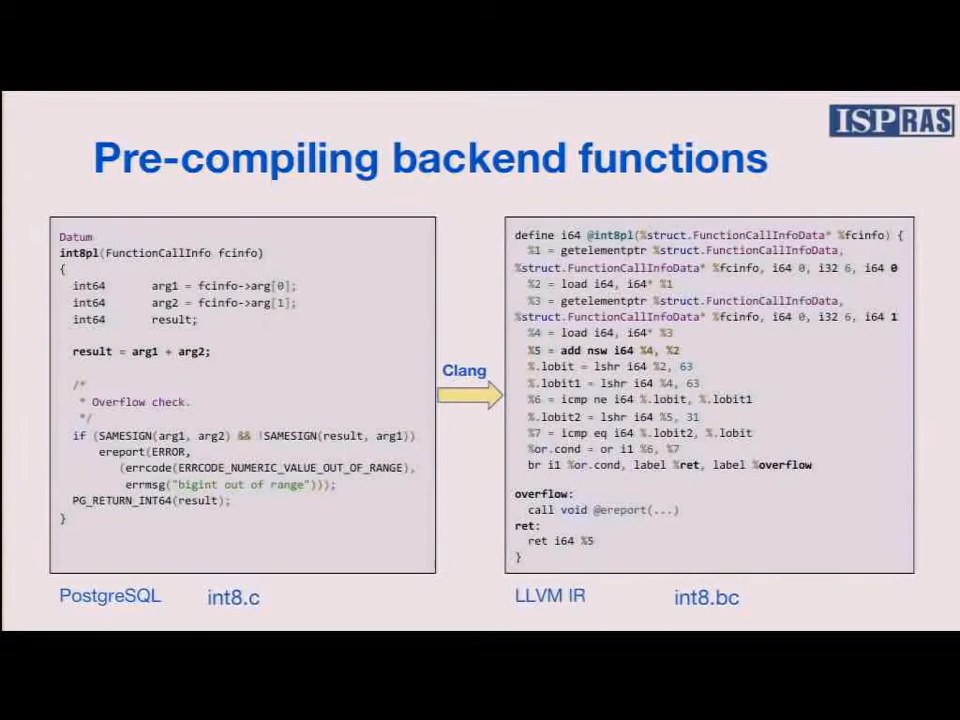 ISP RAS
Pre-compiling backend functions
Datum
int8pl(FunctionCallInfo fcinfo)
{
int64 arg1 = fcinfo->arg[0];
int64 arg2 = fcinfo->arg[1];
int64 result;
result = arg1 + arg2;
/*
* Overflow check.
*/
if (SAMESIGN(arg1, arg2) && !SAMESIGN(result, arg1))
ereport(ERROR,
(errcode(ERRCODE_NUMERIC_VALUE_OUT_OF_RANGE),
errmsg("bigint out of range")));
PG_RETURN_INT64(result);
}
Clang
define i64 @int8pl(%struct.FunctionCallInfoData* %fcinfo) {
%1 = getelementptr %struct.FunctionCallInfoData,
%struct.FunctionCallInfoData* %fcinfo, i64 0, i32 6, i64 0
%2 = load i64, i64* %1
%3 = getelementptr %struct.FunctionCallInfoData,
%struct.FunctionCallInfoData* %fcinfo, i64 0, i32 6, i64 1
%4 = load i64, i64* %3
%5 = add nsw i64 %4, %2
%.lobit = lshr i64 %2, 63
%.lobit1 = lshr i64 %4, 63
%6 = icmp ne i64 %.lobit, %.lobit1
%.lobit2 = lshr i64 %5, 31
%7 = icmp eq i64 %.lobit2, %.lobit
%or.cond = or i1 %6, %7
br i1 %or.cond, label %ret, label %overflow
overflow:
call void @ereport(...)
ret:
ret i64 %5
}
PostgreSQL int8.c
LLVM IR int8.bc